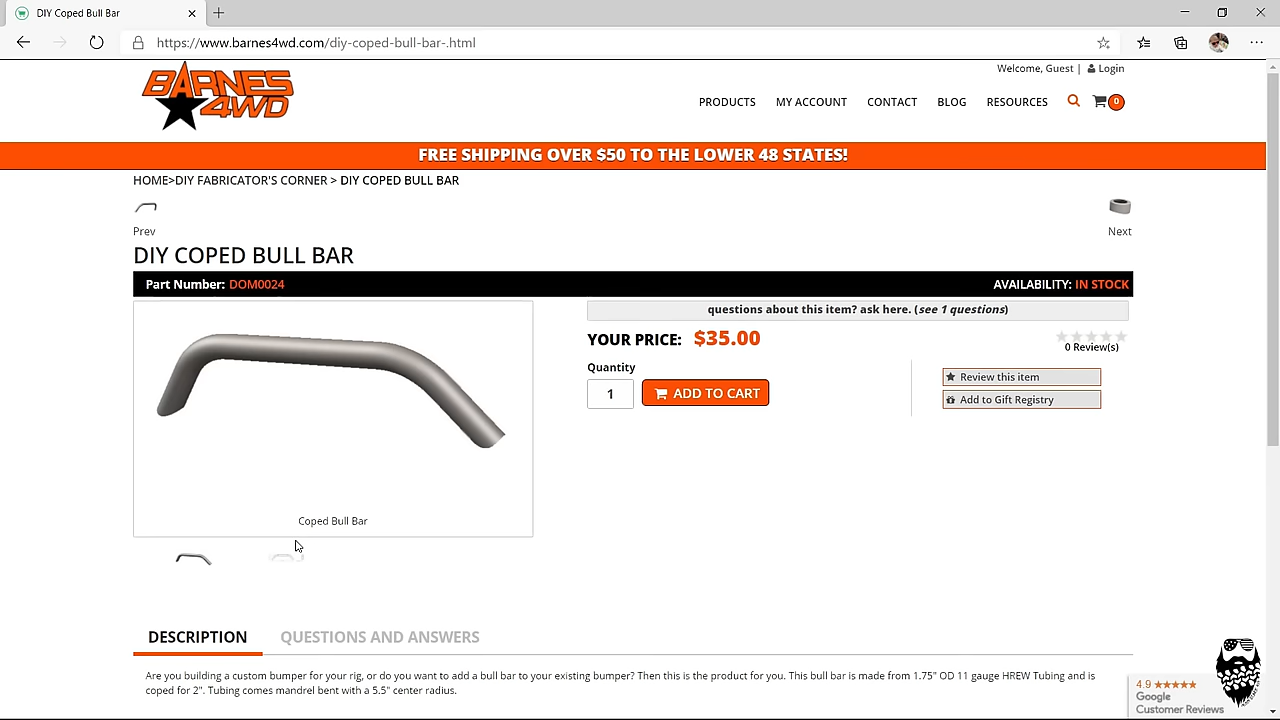 DIY Coped Bull Bar
https://www.barnes4wd.com/diy-coped-bull-bar-.html
Welcome, Guest | Login
BARNES
4WD
PRODUCTS MY ACCOUNT CONTACT BLOG RESOURCES 0
FREE SHIPPING OVER $50 TO THE LOWER 48 STATES!
HOME>DIY FABRICATOR'S CORNER > DIY COPED BULL BAR
Prev
Next
DIY COPED BULL BAR
Part Number: DOM0024
AVAILABILITY: IN STOCK
questions about this item? ask here. (see 1 questions)
YOUR PRICE: $35.00
0 Review(s)
Quantity
1
ADD TO CART
Review this item
Add to Gift Registry
Coped Bull Bar
DESCRIPTION QUESTIONS AND ANSWERS
Are you building a custom bumper for your rig, or do you want to add a bull bar to your existing bumper? Then this is the product for you. This bull bar is made from 1.75" OD 11 gauge HREW Tubing and is
coped for 2". Tubing comes mandrel bent with a 5.5" center radius.
4.9 ★★★★★
Google
Customer Reviews